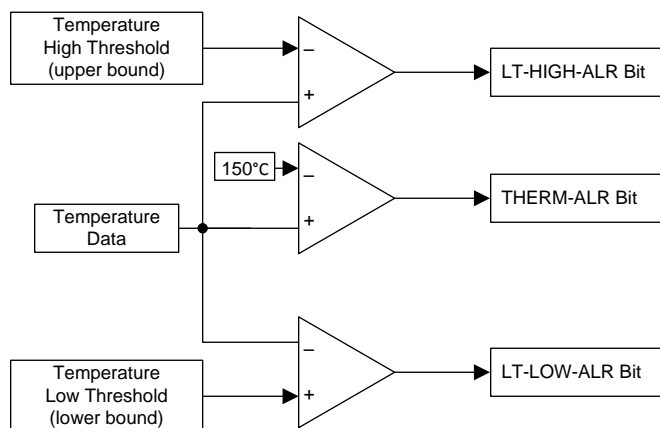 Temperature
High Threshold
(upper bound)
−
+
LT-HIGH-ALR Bit
150°C
−
+
THERM-ALR Bit
Temperature
Data
−
+
LT-LOW-ALR Bit
Temperature
Low Threshold
(lower bound)